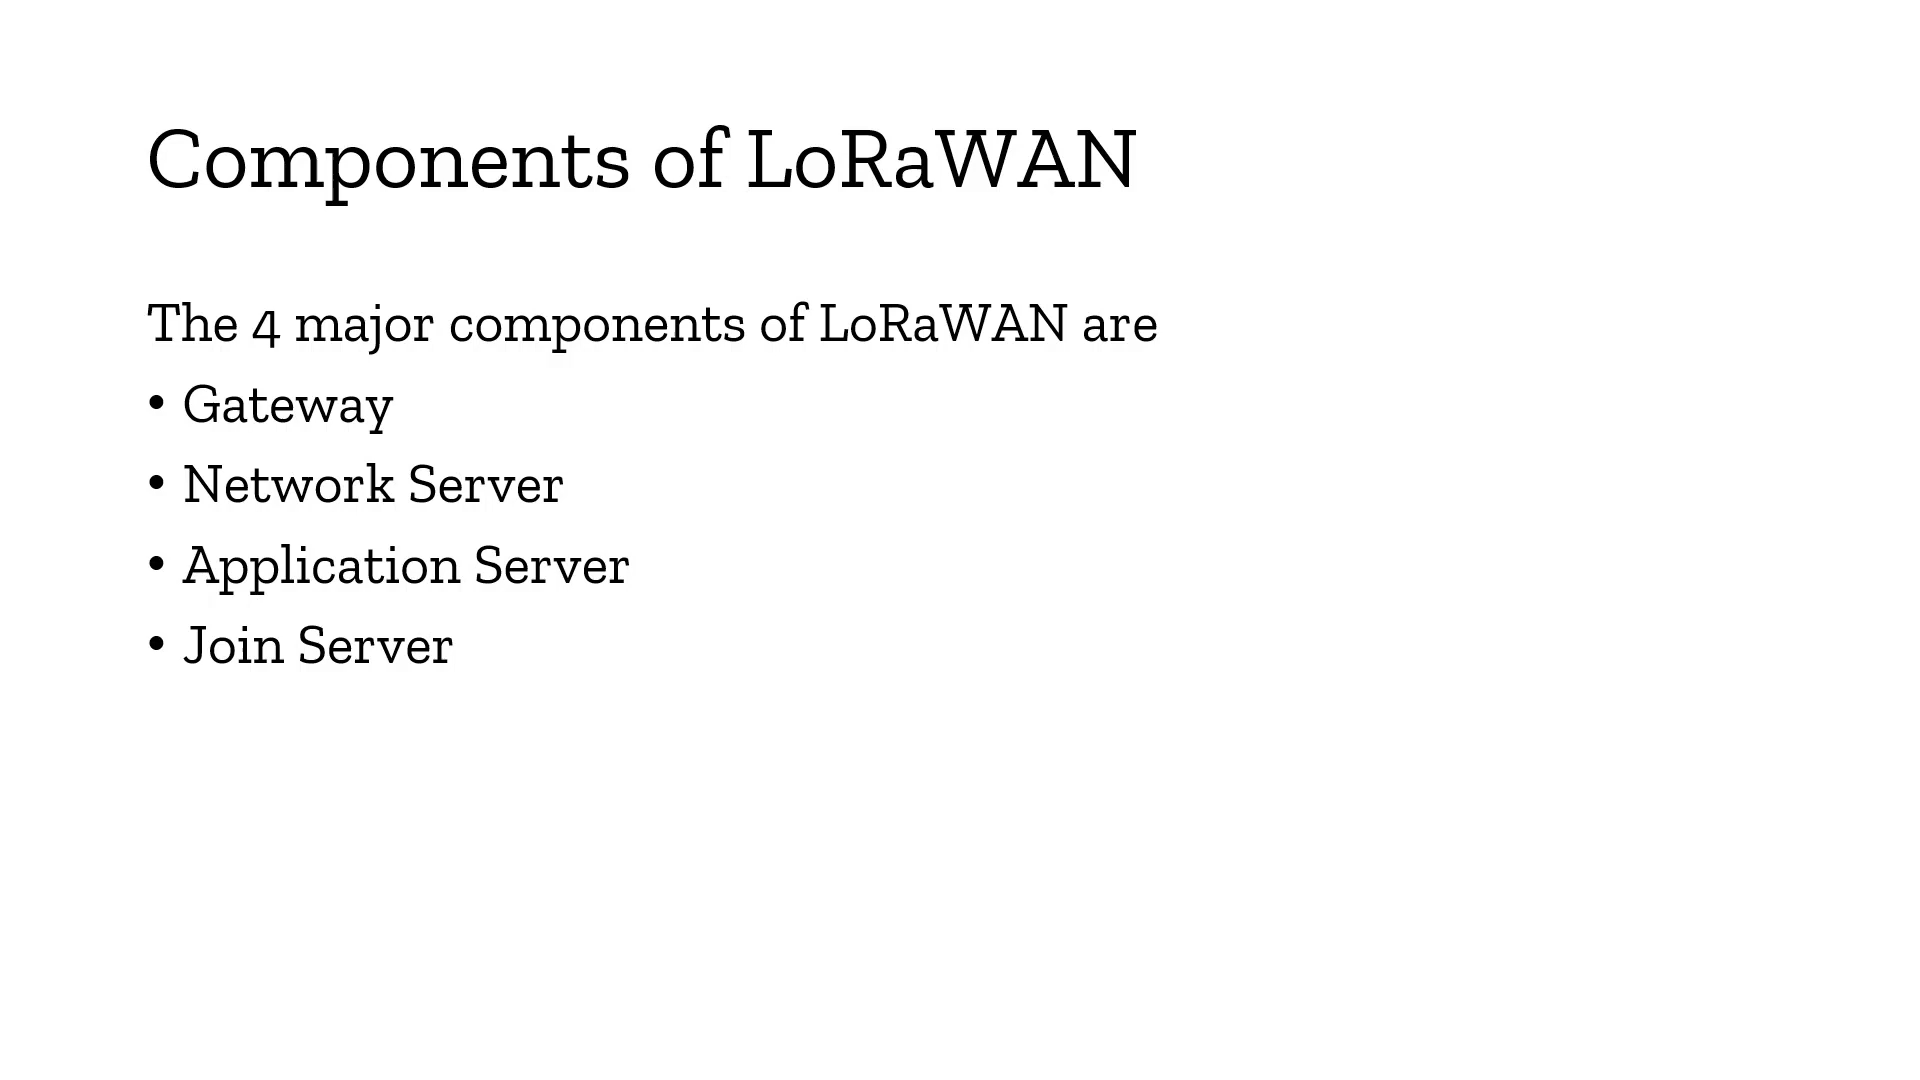 Components of LoRaWAN
The 4 major components of LoRaWAN are
• Gateway
• Network Server
• Application Server
• Join Server